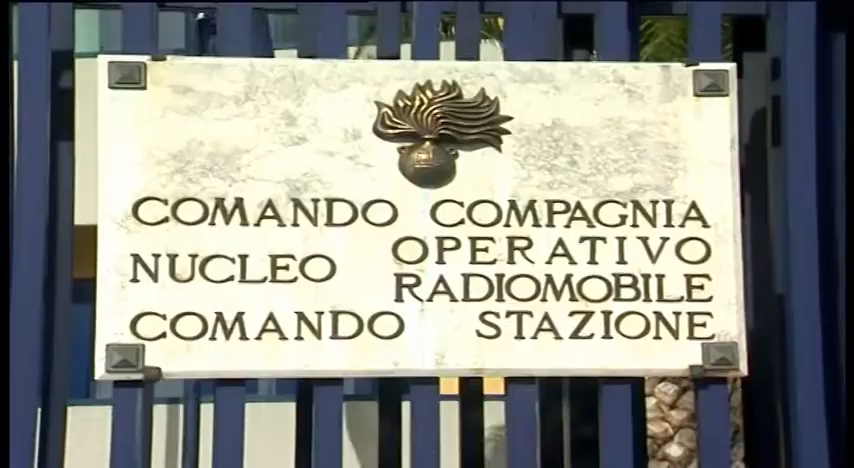 COMANDO COMPAGNIA
NUCLEO OPERATIVO
RADIOMOBILE
COMANDO STAZIONE